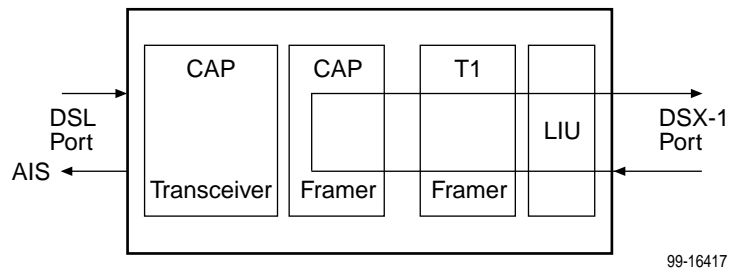 CAP
CAP
T1
DSL
Port
LIU
DSX-1
Port
AIS
Transceiver
Framer
Framer
99-16417